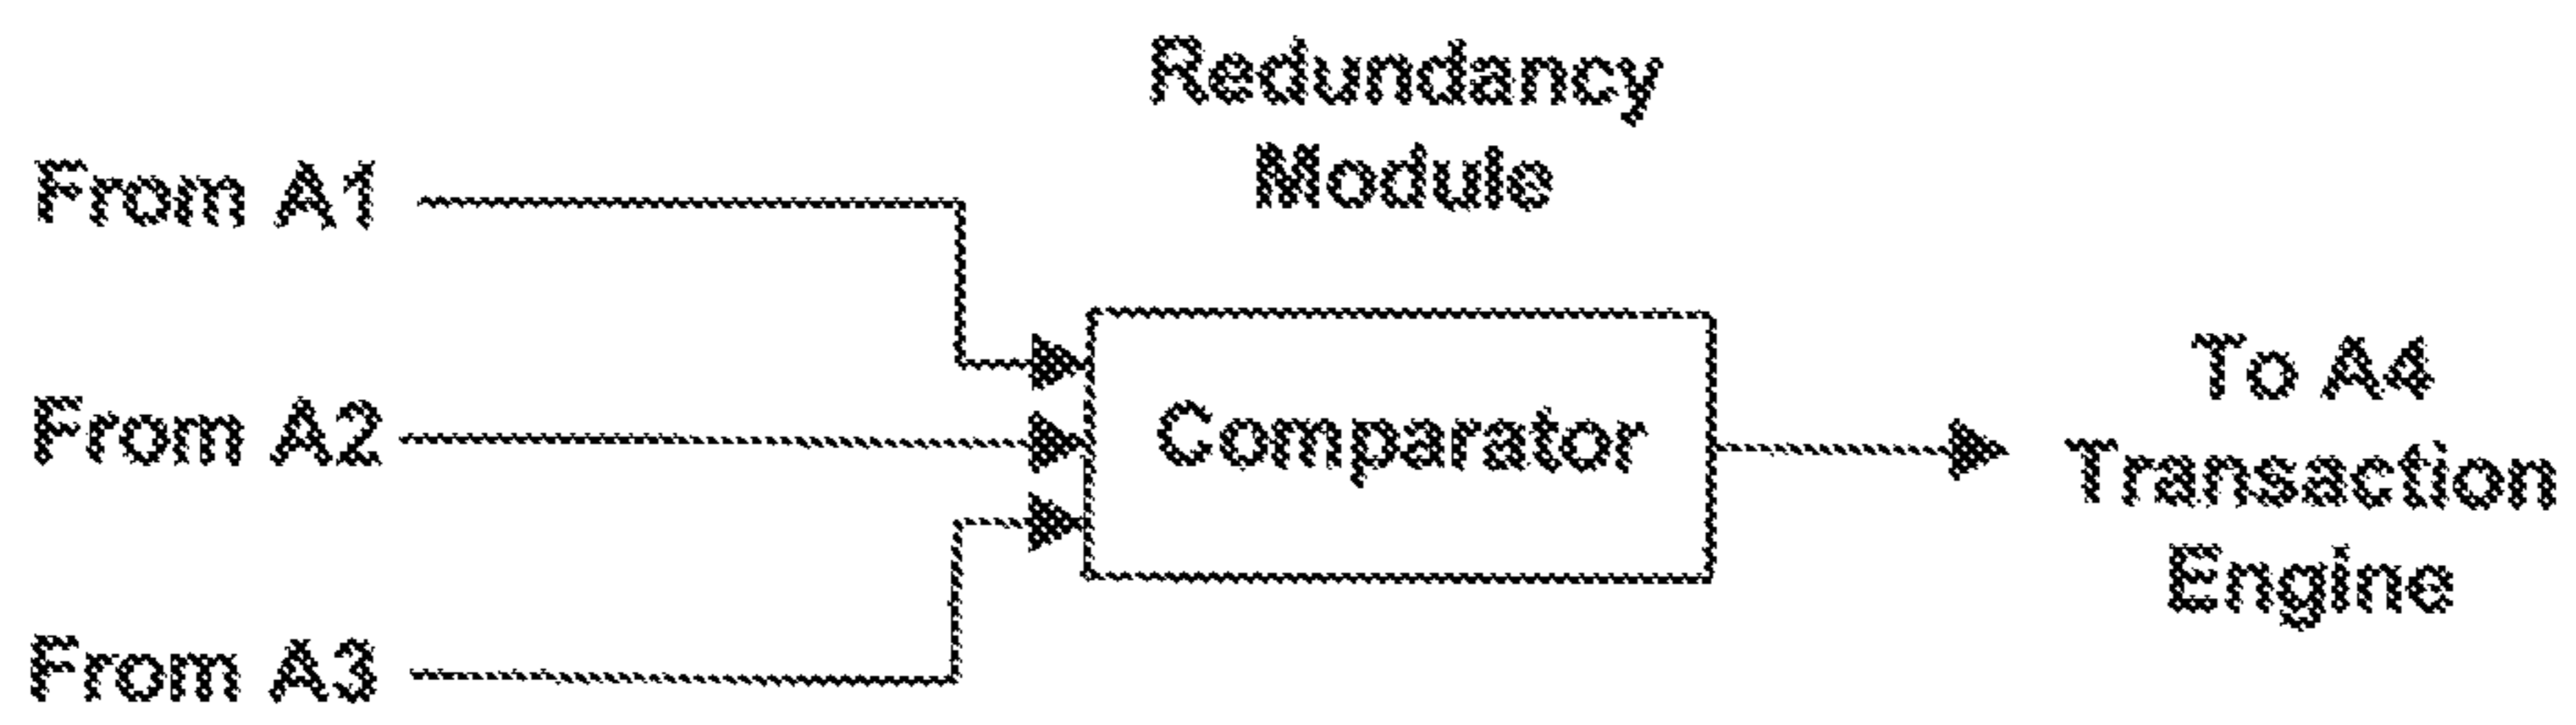 Redundancy
Module
From A1
From A2
From A3
Comparator
To A4
Transaction
Engine